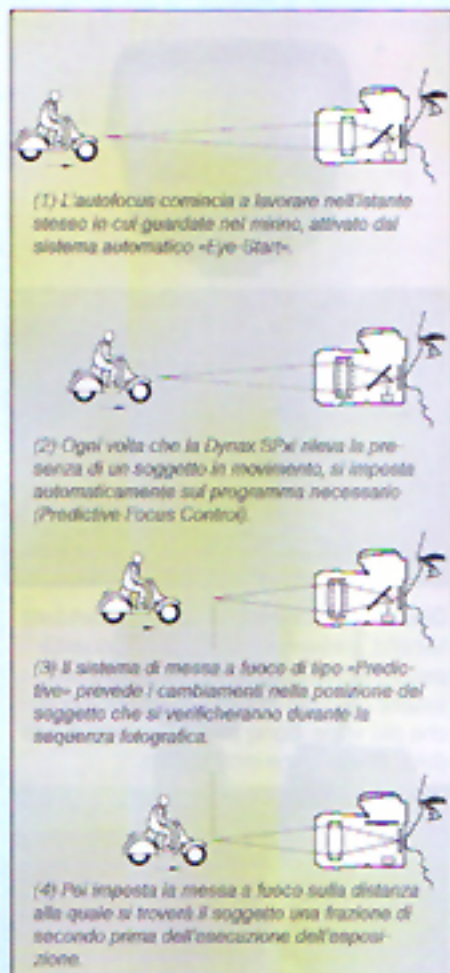 (1) L'autofocus comincia a lavorare nell'istante
stesso in cui guardate nel mirino, attivato dal
sistema automatico «Eye-Start».
(2) Ogni volta che la Dynax SPxi rileva la pre-
senza di un soggetto in movimento, si imposta
automaticamente sul programma necessario
(Predictive Focus Control).
(3) Il sistema di messa a fuoco di tipo «Predic-
tive» prevede i cambiamenti nella posizione del
soggetto che si verificheranno durante la
sequenza fotografica.
(4) Poi imposta la messa a fuoco sulla distanza
alla quale si troverà il soggetto una frazione di
secondo prima dell'esecuzione dell'esposi-
zione.